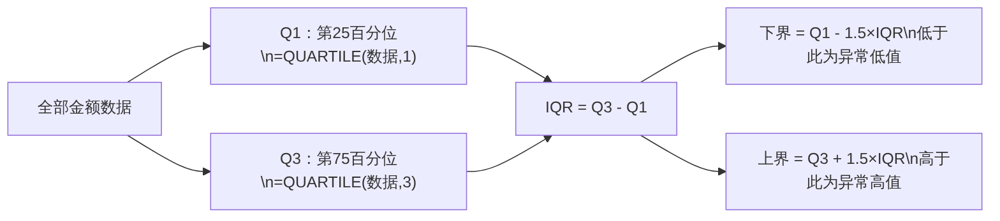 全部金额数据
Q1：第25百分位
\n=QUARTILE(数据,1)
Q3：第75百分位
\n=QUARTILE(数据,3)
IQR = Q3 - Q1
下界 = Q1 - 1.5×IQR\n低于
此为异常低值
上界 = Q3 + 1.5×IQR\n高于
此为异常高值